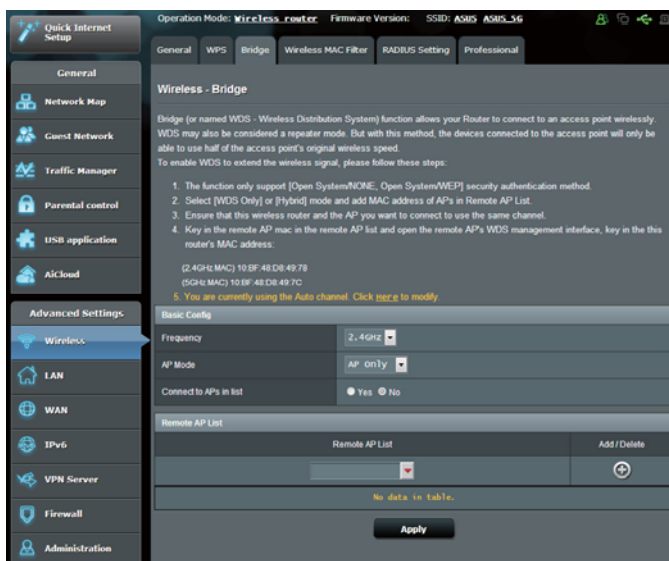 Quick Internet
Setup
Operation Mode: Wireless router Firmware Version: SSID: ASUS ASUS_5G
General WPS Bridge Wireless MAC Filter RADIUS Setting Professional
General
Network Map
Guest Network
Traffic Manager
Parental control
USB application
AiCloud
Advanced Settings
Wireless
LAN
WAN
IPv6
VPN Server
Firewall
Administration
Wireless - Bridge
Bridge (or named WDS - Wireless Distribution System) function allows your Router to connect to an access point wirelessly.
WDS may also be considered a repeater mode. But with this method, the devices connected to the access point will only be
able to use half of the access point's original wireless speed.
To enable WDS to extend the wireless signal, please follow these steps:
1. The function only support [Open System/NONE, Open System/WEP] security authentication method.
2. Select [WDS Only] or [Hybrid] mode and add MAC address of APs in Remote AP List.
3. Ensure that this wireless router and the AP you want to connect to use the same channel.
4. Key in the remote AP mac in the remote AP list and open the remote AP's WDS management interface, key in the this
router's MAC address:
(2.4GHz MAC) 10:BF:48:D8:49:78
(5GHz MAC) 10:BF:48:D8:49:7C
5. You are currently using the Auto channel. Click Here to modify.
Basic Config
Frequency 2.4GHz
AP Mode AP Only
Connect to APs in list Yes No
Remote AP List
Remote AP List Add / Delete
No data in table.
Apply